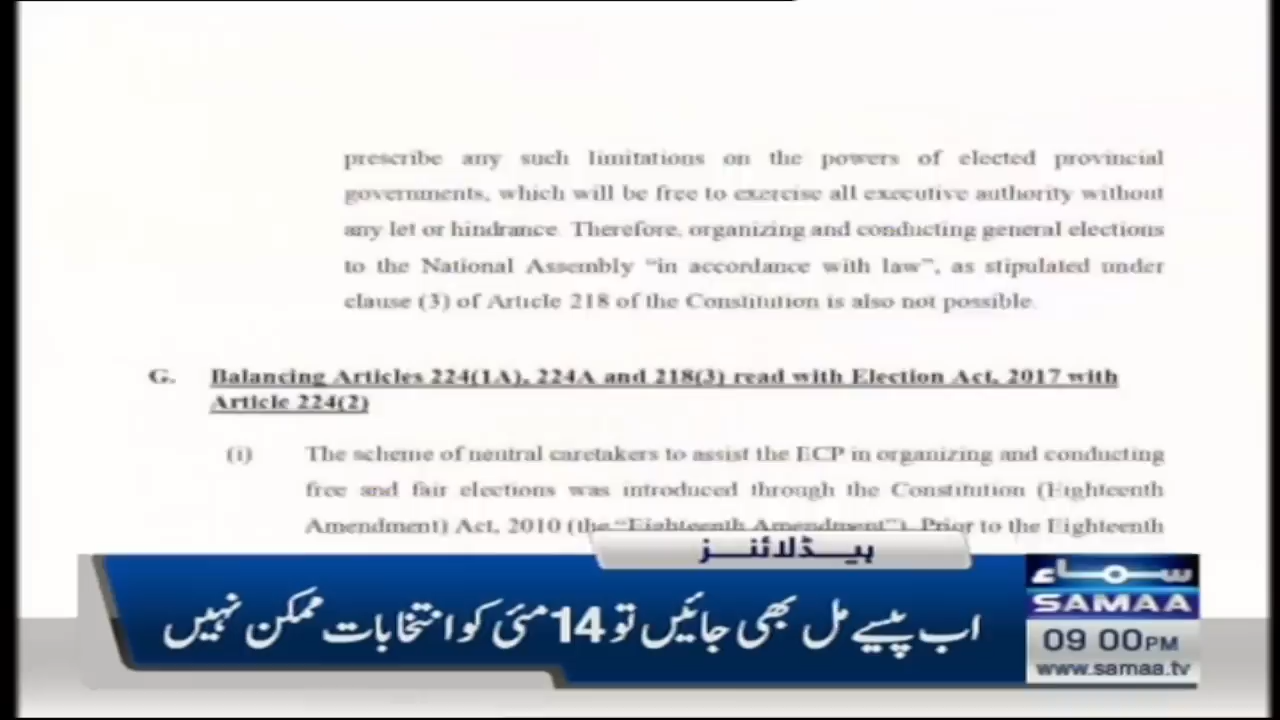 prescribe any such limitations on the powers of elected provincial
governments, which will be free to exercise all executive authority without
any let or hindrance. Therefore, organizing and conducting general elections
to the National Assembly “in accordance with law”, as stipulated under
clause (3) of Article 218 of the Constitution is also not possible.
G. Balancing Articles 224(1A), 224A and 218(3) read with Election Act, 2017 with
Article 224(2)
(i) The scheme of neutral caretakers to assist the ECP in organizing and conducting
free and fair elections was introduced through the Constitution (Eighteenth
Amendment) Act, 2010 (the “Eighteenth Amendment”). Prior to the Eighteenth
ہیڈلائنز
اب پیسے مل بھی جائیں تو 14 مئی کو انتخابات ممکن نہیں
سماء
SAMAA
09 00PM
www.samaa.tv